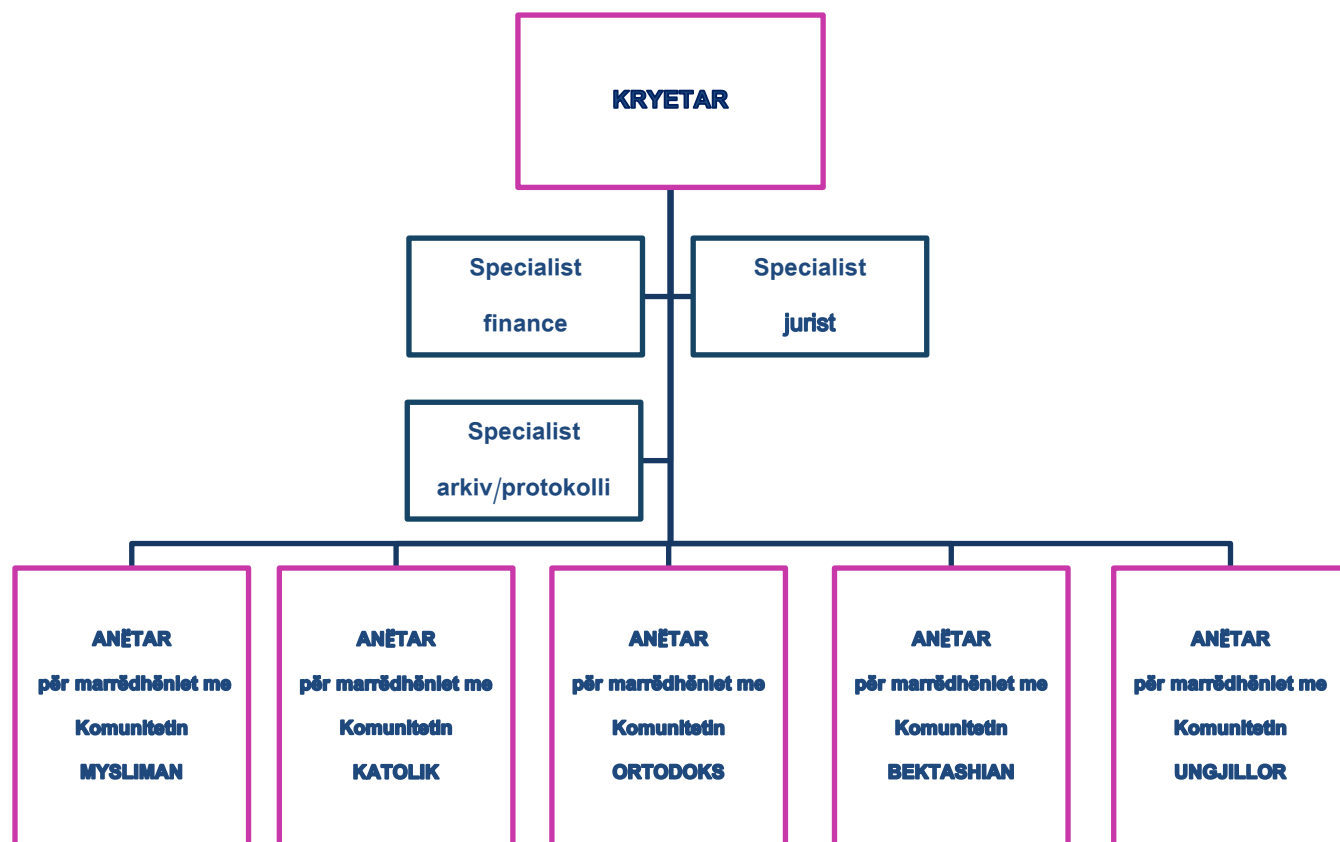 KRYETAR
Specialist
finance
Specialist
jurist
Specialist
arkiv/protokolli
ANËTAR
për marrëdhëniet me
Komunitetin
MYSLIMAN
ANËTAR
për marrëdhëniet me
Komunitetin
KATOLIK
ANËTAR
për marrëdhëniet me
Komunitetin
ORTODOKS
ANËTAR
për marrëdhëniet me
Komunitetin
BEKTASHIAN
ANËTAR
për marrëdhëniet me
Komunitetin
UNGJILLOR